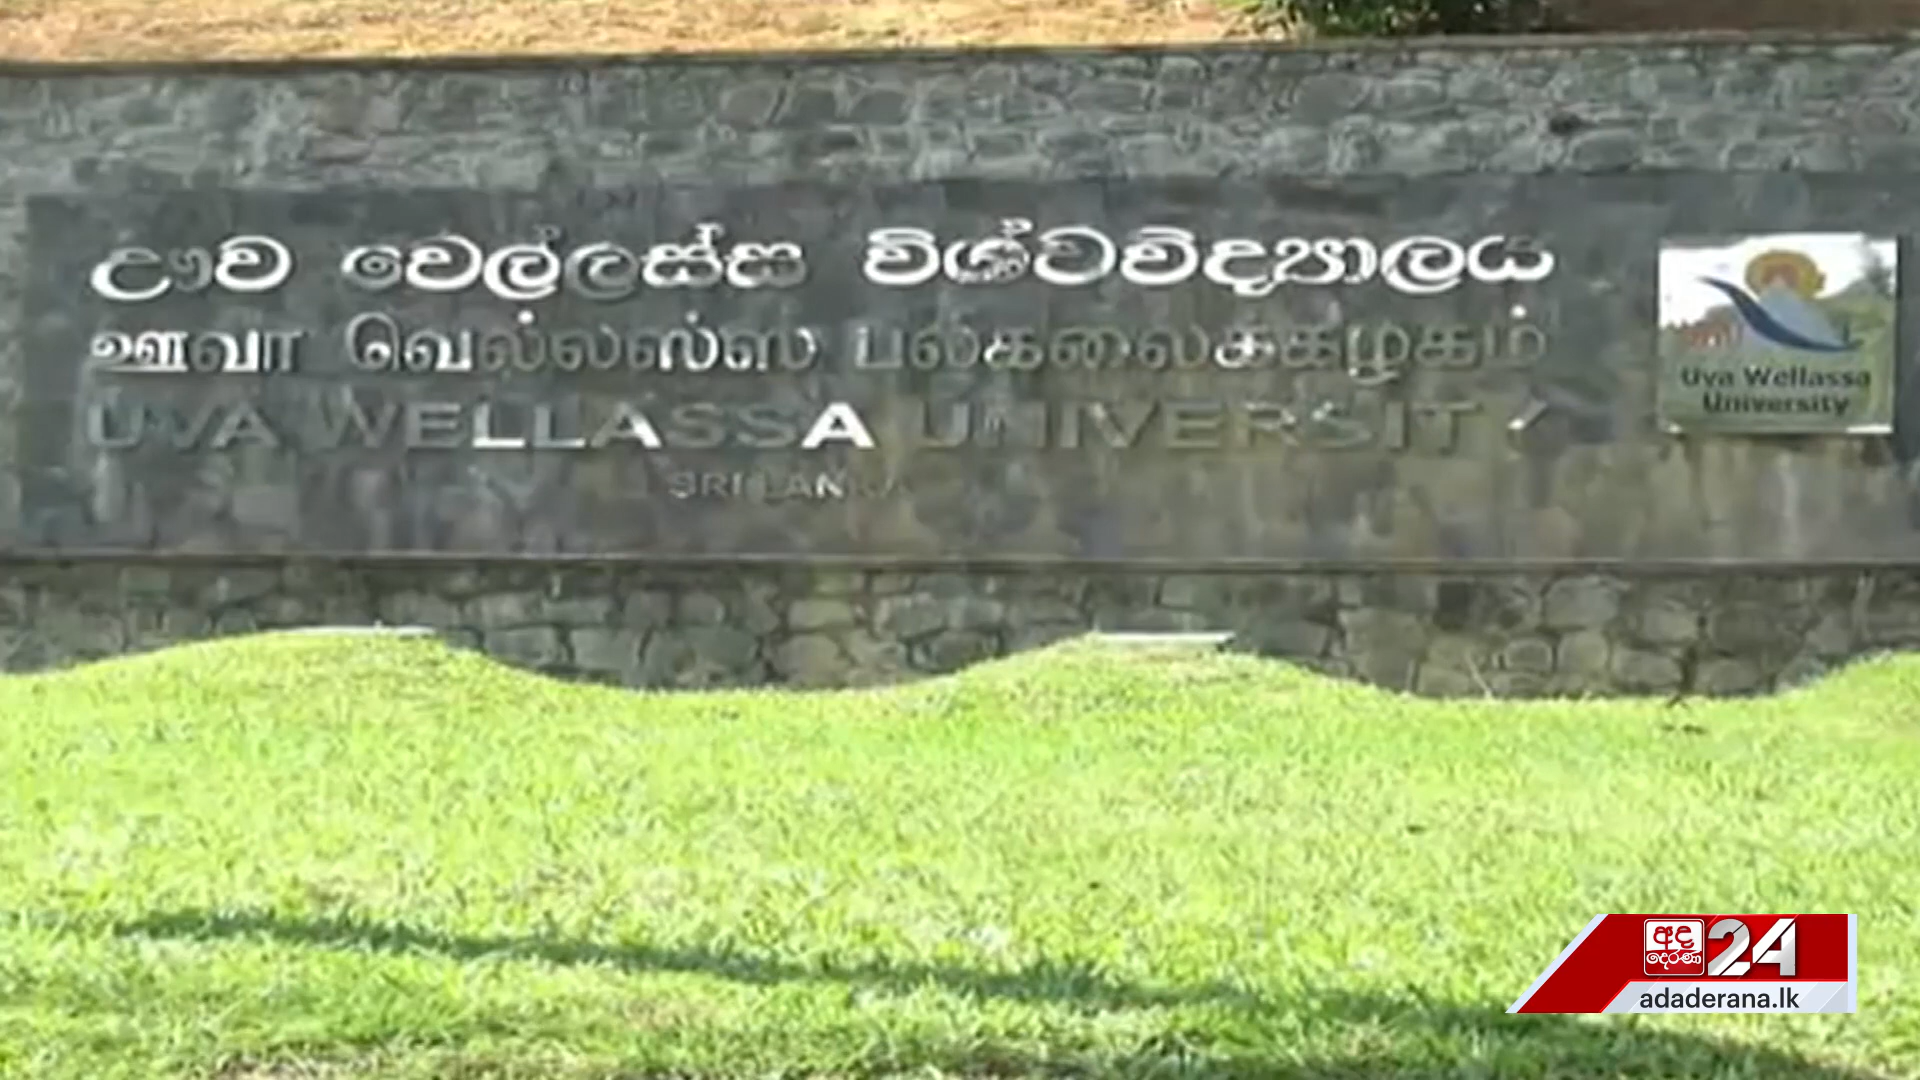 ඌව වෙල්ලස්ස විශ්වවිද්‍යාලය
ஊவா வெல்லஸ்ஸ பல்கலைக்கழகம்
UVA WELLASSA UNIVERSITY
SRI LANKA
Uva Wellassa
University
අද
දෙරණ
24
adaderana.lk